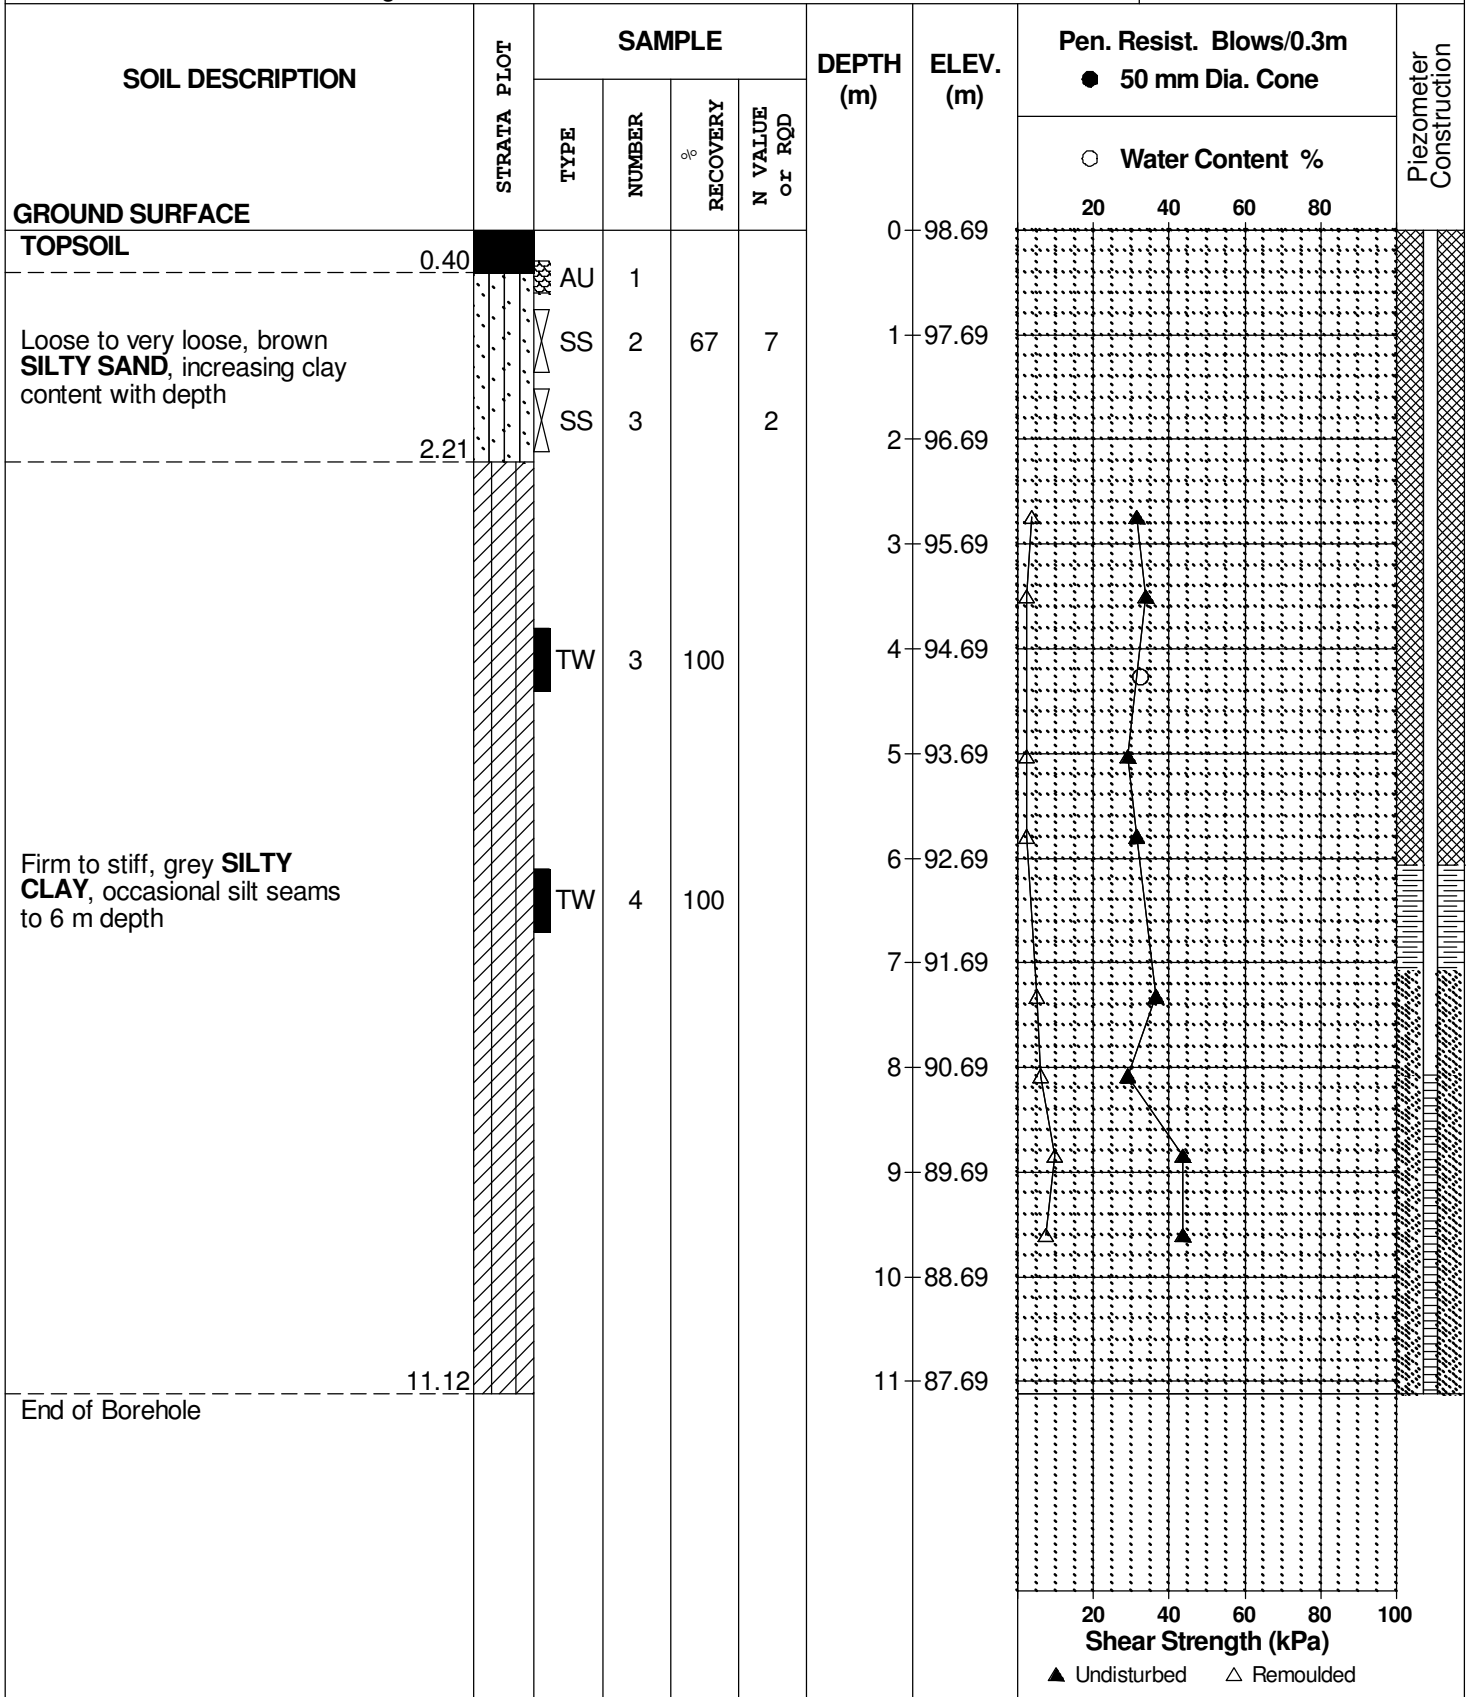 SOIL DESCRIPTION
STRATA PLOT
SAMPLE
TYPE
NUMBER
%
RECOVERY
N VALUE
or RQD
DEPTH
(m)
ELEV.
(m)
Pen. Resist. Blows/0.3m
● 50 mm Dia. Cone
○ Water Content %
Piezometer
Construction
20 40 60 80
GROUND SURFACE
0 98.69
TOPSOIL
0.40
AU 1
Loose to very loose, brown
SILTY SAND, increasing clay
content with depth
SS 2 67 7
1 97.69
SS 3 2
2 96.69
2.21
3 95.69
TW 3 100
4 94.69
5 93.69
6 92.69
Firm to stiff, grey SILTY
CLAY, occasional silt seams
to 6 m depth
TW 4 100
7 91.69
8 90.69
9 89.69
10 88.69
11.12
11 87.69
End of Borehole
20 40 60 80 100
Shear Strength (kPa)
▲ Undisturbed △ Remoulded